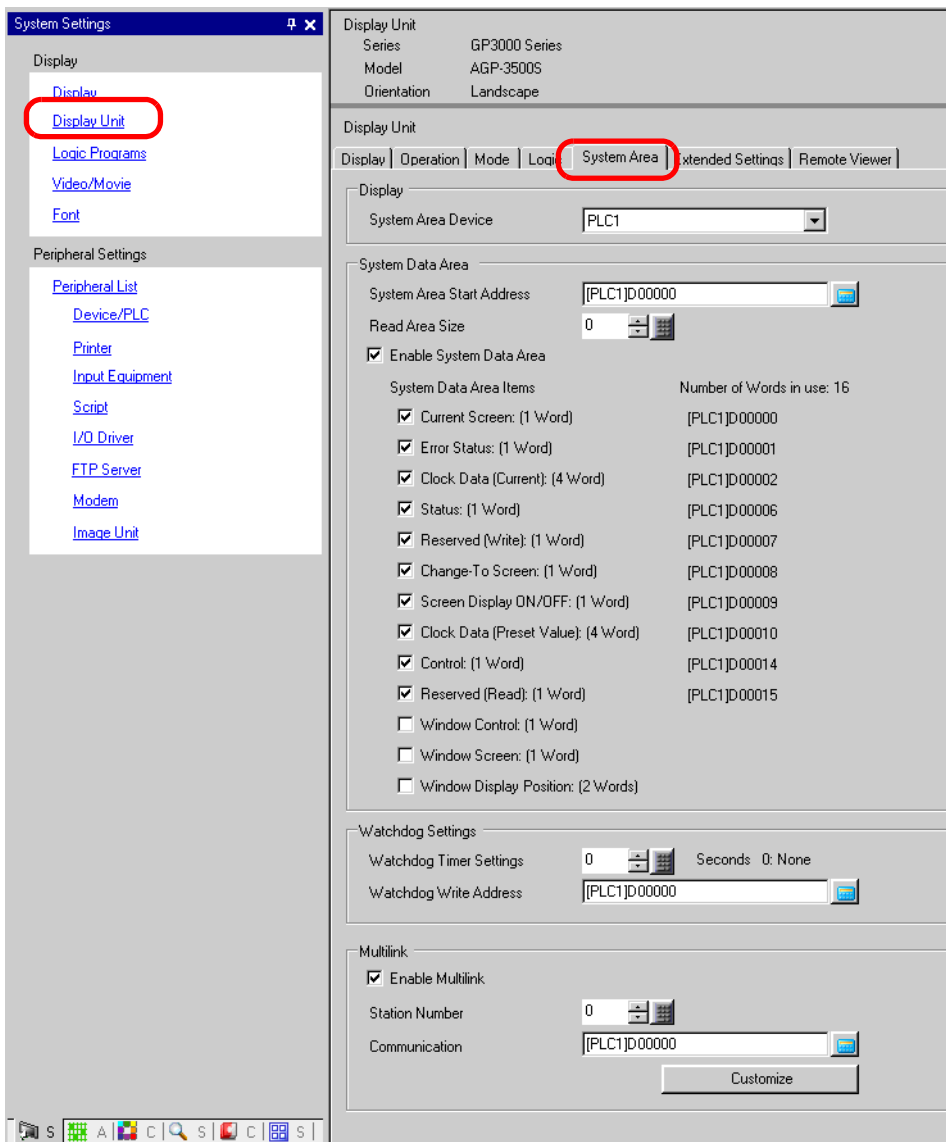 System Settings
Display
Display
Display Unit
Logic Programs
Video/Movie
Font
Peripheral Settings
Peripheral List
Device/PLC
Printer
Input Equipment
Script
I/O Driver
FTP Server
Modem
Image Unit
S A C S C S
Display Unit
Series GP3000 Series
Model AGP-3500S
Orientation Landscape
Display Unit
Display Operation Mode Logic System Area Extended Settings Remote Viewer
Display
System Area Device PLC1
System Data Area
System Area Start Address [PLC1]D00000
Read Area Size 0
Enable System Data Area
System Data Area Items Number of Words in use: 16
Current Screen: (1 Word) [PLC1]D00000
Error Status: (1 Word) [PLC1]D00001
Clock Data (Current): (4 Word) [PLC1]D00002
Status: (1 Word) [PLC1]D00006
Reserved (Write): (1 Word) [PLC1]D00007
Change-To Screen: (1 Word) [PLC1]D00008
Screen Display ON/OFF: (1 Word) [PLC1]D00009
Clock Data (Preset Value): (4 Word) [PLC1]D00010
Control: (1 Word) [PLC1]D00014
Reserved (Read): (1 Word) [PLC1]D00015
Window Control: (1 Word)
Window Screen: (1 Word)
Window Display Position: (2 Words)
Watchdog Settings
Watchdog Timer Settings 0 Seconds 0: None
Watchdog Write Address [PLC1]D00000
Multilink
Enable Multilink
Station Number 0
Communication [PLC1]D00000
Customize